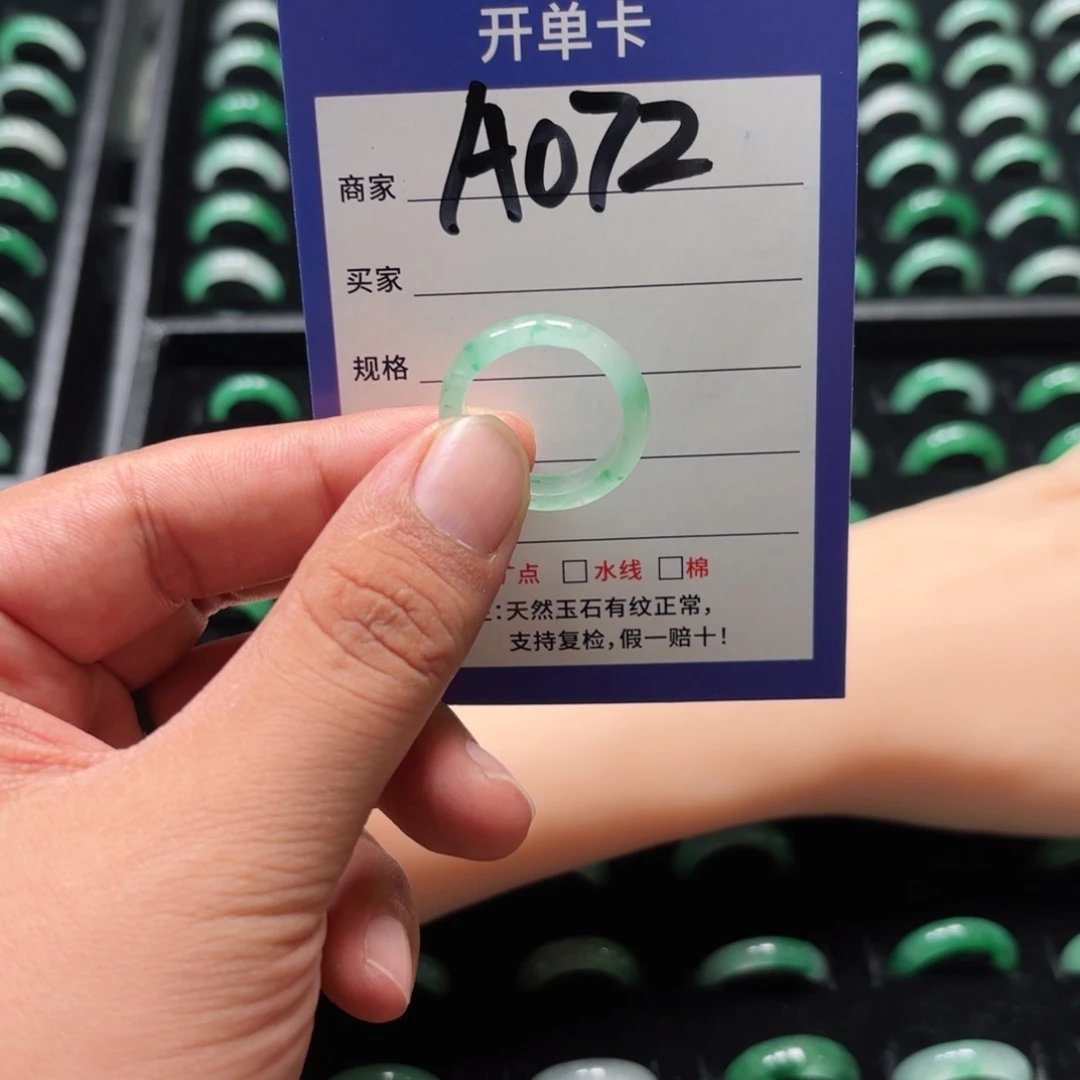 开单卡
商家 A072
买家
规格
点 □水线 □棉
:天然玉石有纹正常,
支持复检,假一赔十!